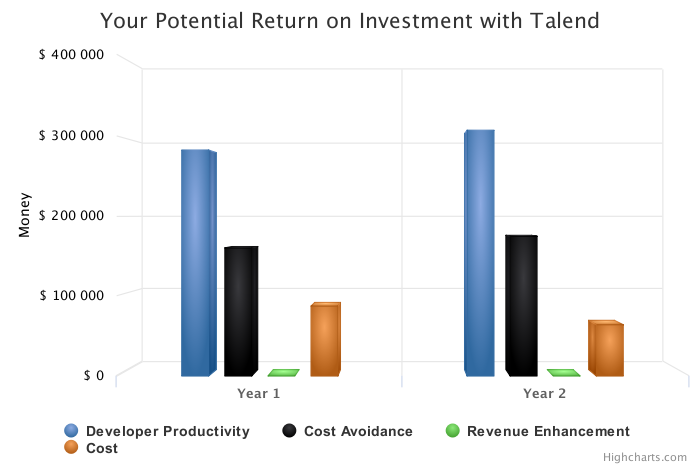 Your Potential Return on Investment with Talend
$ 400 000
$ 300 000
$ 200 000
$ 100 000
$ 0
Money
Year 1
Year 2
Developer Productivity
Cost Avoidance
Revenue Enhancement
Cost
Highcharts.com